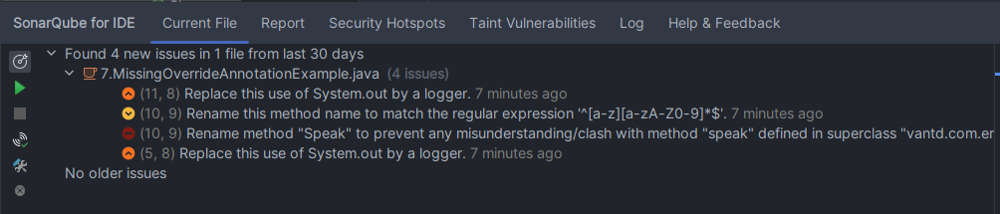 SonarQube for IDE Current File Report Security Hotspots Taint Vulnerabilities Log Help & Feedback
Found 4 new issues in 1 file from last 30 days
7.MissingOverrideAnnotationExample.java (4 issues)
(11, 8) Replace this use of System.out by a logger. 7 minutes ago
(10, 9) Rename this method name to match the regular expression '^[a-z][a-zA-Z0-9]*$'. 7 minutes ago
(10, 9) Rename method "Speak" to prevent any misunderstanding/clash with method "speak" defined in superclass "vantd.com.er
(5, 8) Replace this use of System.out by a logger. 7 minutes ago
No older issues